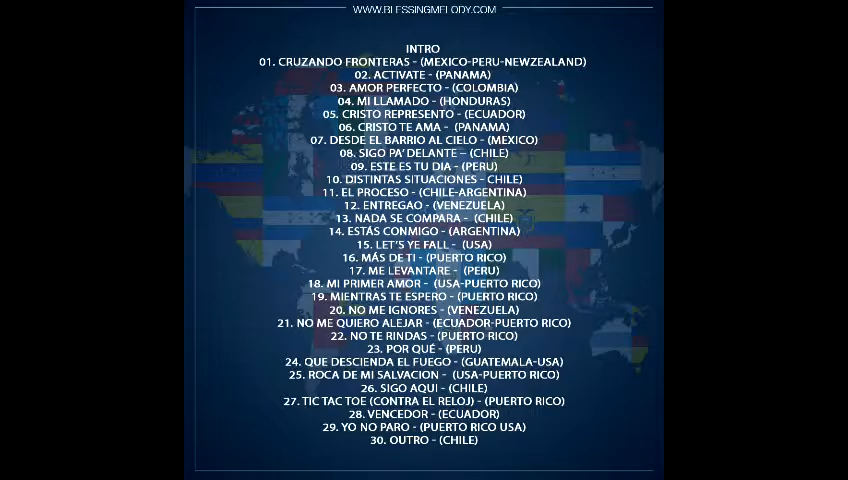 WWW.BLESSINGMELODY.COM
INTRO
01. CRUZANDO FRONTERAS - (MEXICO-PERU-NEWZEALAND)
02. ACTIVATE - (PANAMA)
03. AMOR PERFECTO - (COLOMBIA)
04. MI LLAMADO - (HONDURAS)
05. CRISTO REPRESENTO - (ECUADOR)
06. CRISTO TE AMA - (PANAMA)
07. DESDE EL BARRIO AL CIELO - (MEXICO)
08. SIGO PA' DELANTE – (CHILE)
09. ESTE ES TU DIA - (PERU)
10. DISTINTAS SITUACIONES - CHILE)
11. EL PROCESO - (CHILE-ARGENTINA)
12. ENTREGAO - (VENEZUELA)
13. NADA SE COMPARA - (CHILE)
14. ESTÁS CONMIGO - (ARGENTINA)
15. LET'S YE FALL - (USA)
16. MÁS DE TI - (PUERTO RICO)
17. ME LEVANTARE - (PERU)
18. MI PRIMER AMOR - (USA-PUERTO RICO)
19. MIENTRAS TE ESPERO - (PUERTO RICO)
20. NO ME IGNORES - (VENEZUELA)
21. NO ME QUIERO ALEJAR - (ECUADOR-PUERTO RICO)
22. NO TE RINDAS - (PUERTO RICO)
23. POR QUÉ - (PERU)
24. QUE DESCIENDA EL FUEGO - (GUATEMALA-USA)
25. ROCA DE MI SALVACION - (USA-PUERTO RICO)
26. SIGO AQUI - (CHILE)
27. TIC TAC TOE (CONTRA EL RELOJ) - (PUERTO RICO)
28. VENCEDOR - (ECUADOR)
29. YO NO PARO - (PUERTO RICO USA)
30. OUTRO - (CHILE)